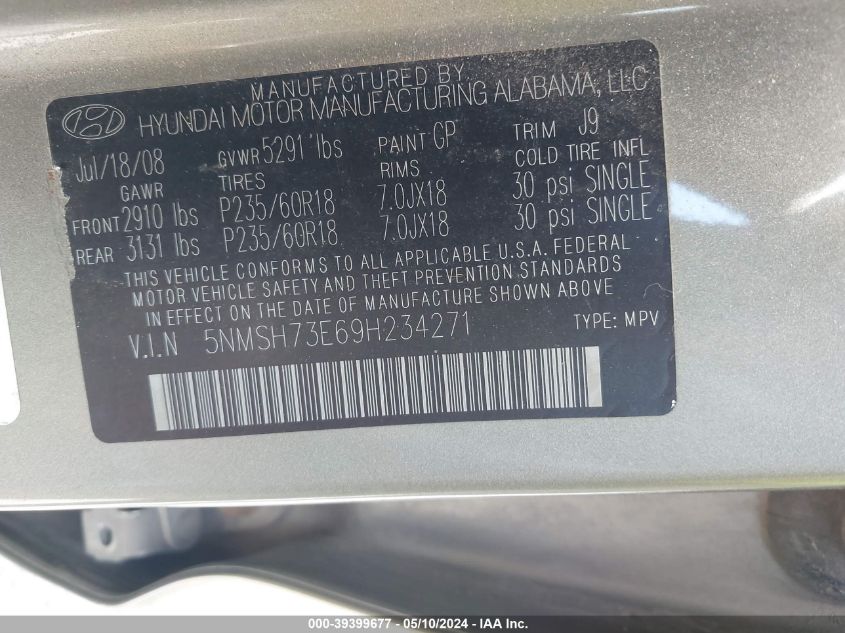 MANUFACTURED BY
HYUNDAI MOTOR MANUFACTURING ALABAMA, LLC
Jul/18/08 GVWR 5291 lbs PAINT GP TRIM J9
GAWR TIRES RIMS COLD TIRE INFL
FRONT 2910 lbs P235/60R18 7.0JX18 30 psi SINGLE
REAR 3131 lbs P235/60R18 7.0JX18 30 psi SINGLE
THIS VEHICLE CONFORMS TO ALL APPLICABLE U.S.A. FEDERAL
MOTOR VEHICLE SAFETY AND THEFT PREVENTION STANDARDS
IN EFFECT ON THE DATE OF MANUFACTURE SHOWN ABOVE
V.I.N 5NMSH73E69H234271 TYPE: MPV
000-39399677 - 05/10/2024 - IAA Inc.